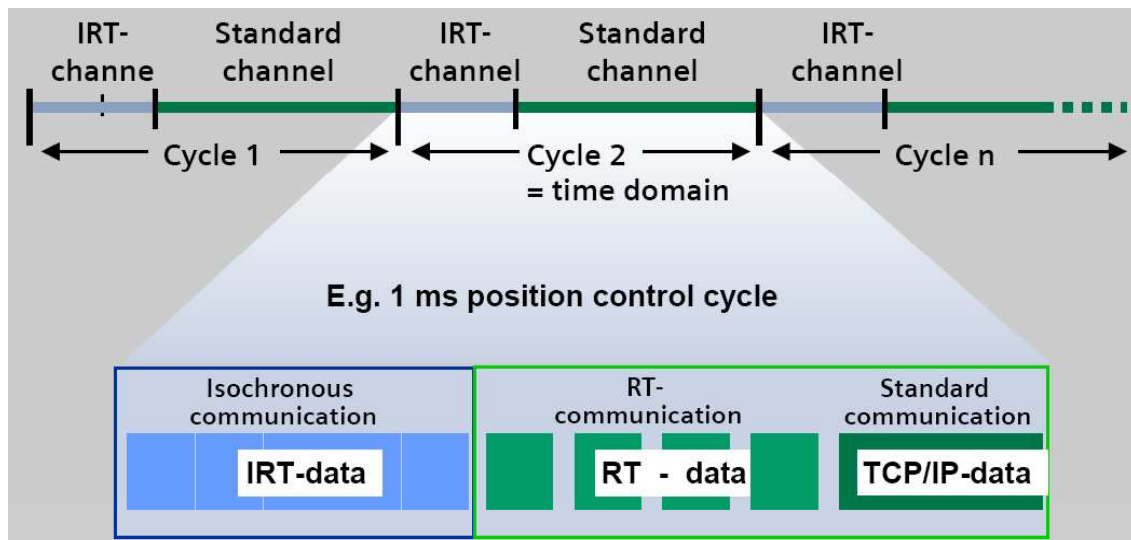 IRT-
channe
Standard
channel
IRT-
channel
Standard
channel
IRT-
channel
Cycle 1
Cycle 2
= time domain
Cycle n
E.g. 1 ms position control cycle
Isochronous
communication
RT-
communication
Standard
communication
IRT-data
RT - data
TCP/IP-data